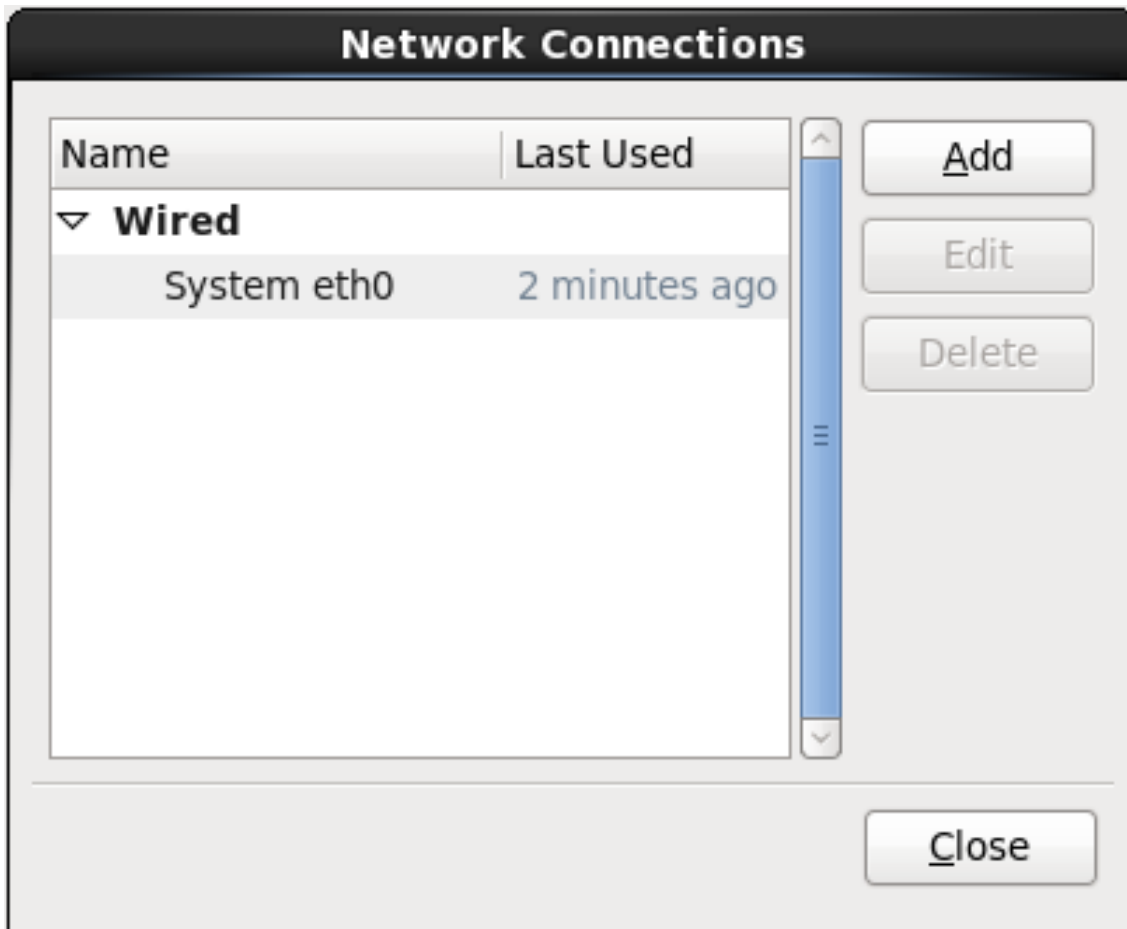 Network Connections
Name Last Used Add
Wired
Edit
System eth0 2 minutes ago
Delete
Close